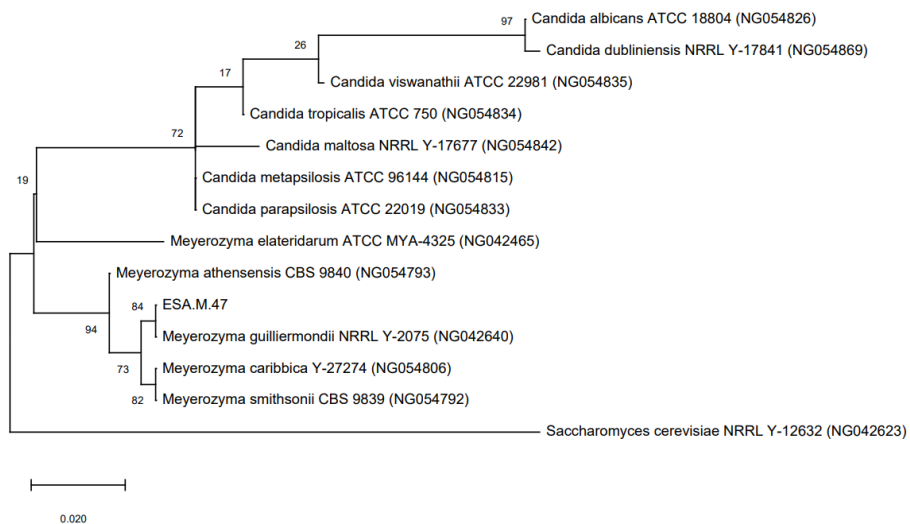 97
Candida albicans ATCC 18804 (NG054826)
26
Candida dubliniensis NRRL Y-17841 (NG054869)
17
Candida viswanathii ATCC 22981 (NG054835)
Candida tropicalis ATCC 750 (NG054834)
72
Candida maltosa NRRL Y-17677 (NG054842)
19
Candida metapsilosis ATCC 96144 (NG054815)
Candida parapsilosis ATCC 22019 (NG054833)
Meyerozyma elateridarum ATCC MYA-4325 (NG042465)
Meyerozyma athensensis CBS 9840 (NG054793)
84
ESA.M.47
94
Meyerozyma guilliermondii NRRL Y-2075 (NG042640)
73
Meyerozyma caribbica Y-27274 (NG054806)
82
Meyerozyma smithsonii CBS 9839 (NG054792)
Saccharomyces cerevisiae NRRL Y-12632 (NG042623)
0.020